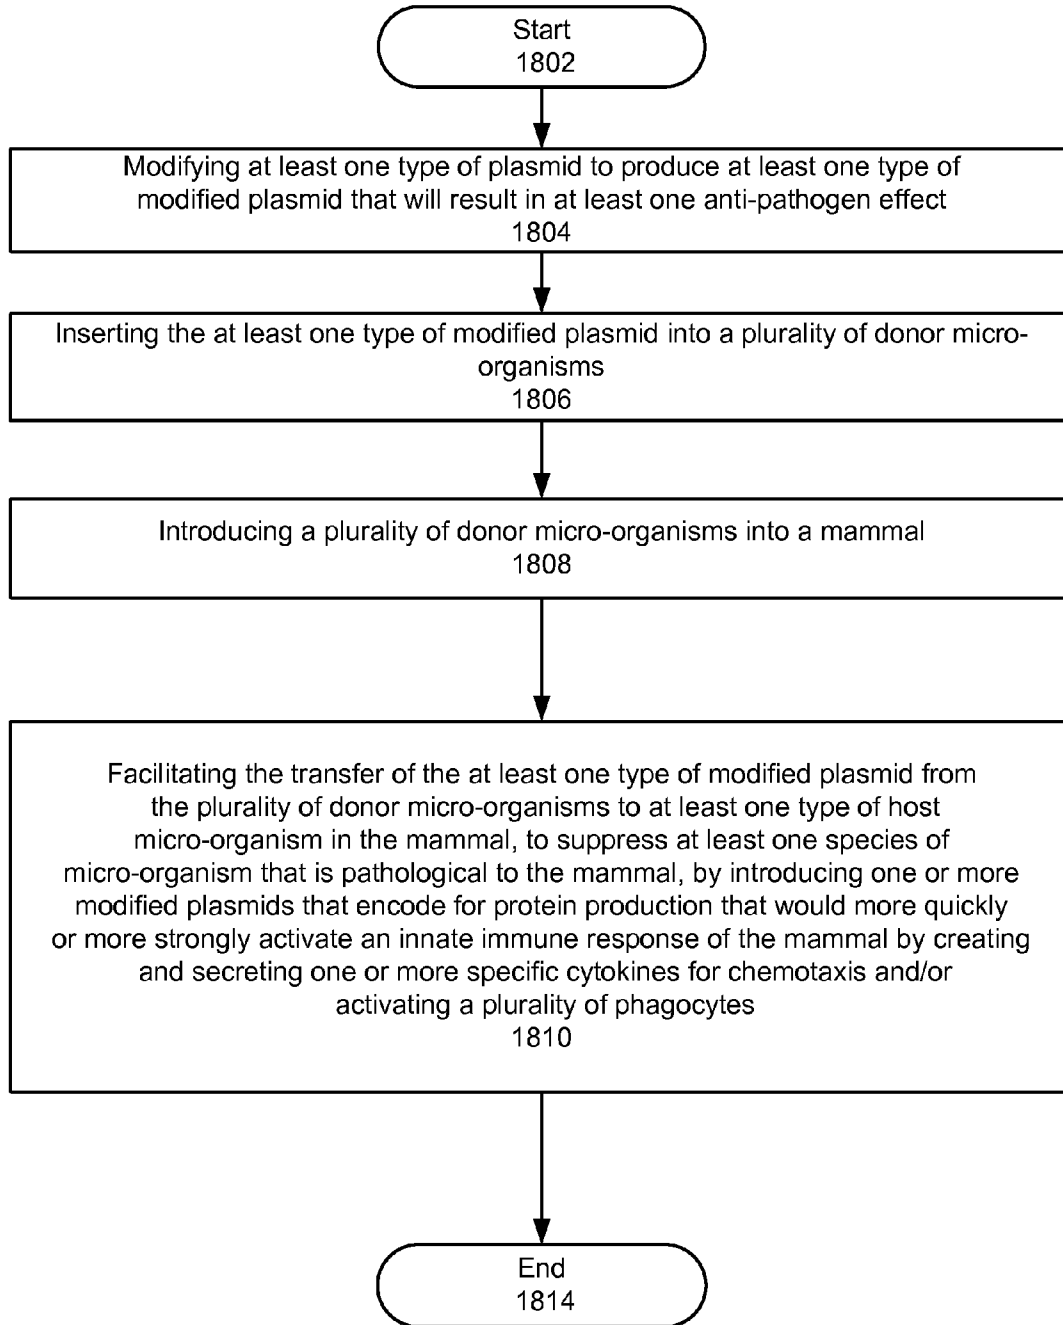 Start
1802
Modifying at least one type of plasmid to produce at least one type of
modified plasmid that will result in at least one anti-pathogen effect
1804
Inserting the at least one type of modified plasmid into a plurality of donor micro-
organisms
1806
Introducing a plurality of donor micro-organisms into a mammal
1808
Facilitating the transfer of the at least one type of modified plasmid from
the plurality of donor micro-organisms to at least one type of host
micro-organism in the mammal, to suppress at least one species of
micro-organism that is pathological to the mammal, by introducing one or more
modified plasmids that encode for protein production that would more quickly
or more strongly activate an innate immune response of the mammal by creating
and secreting one or more specific cytokines for chemotaxis and/or
activating a plurality of phagocytes
1810
End
1814